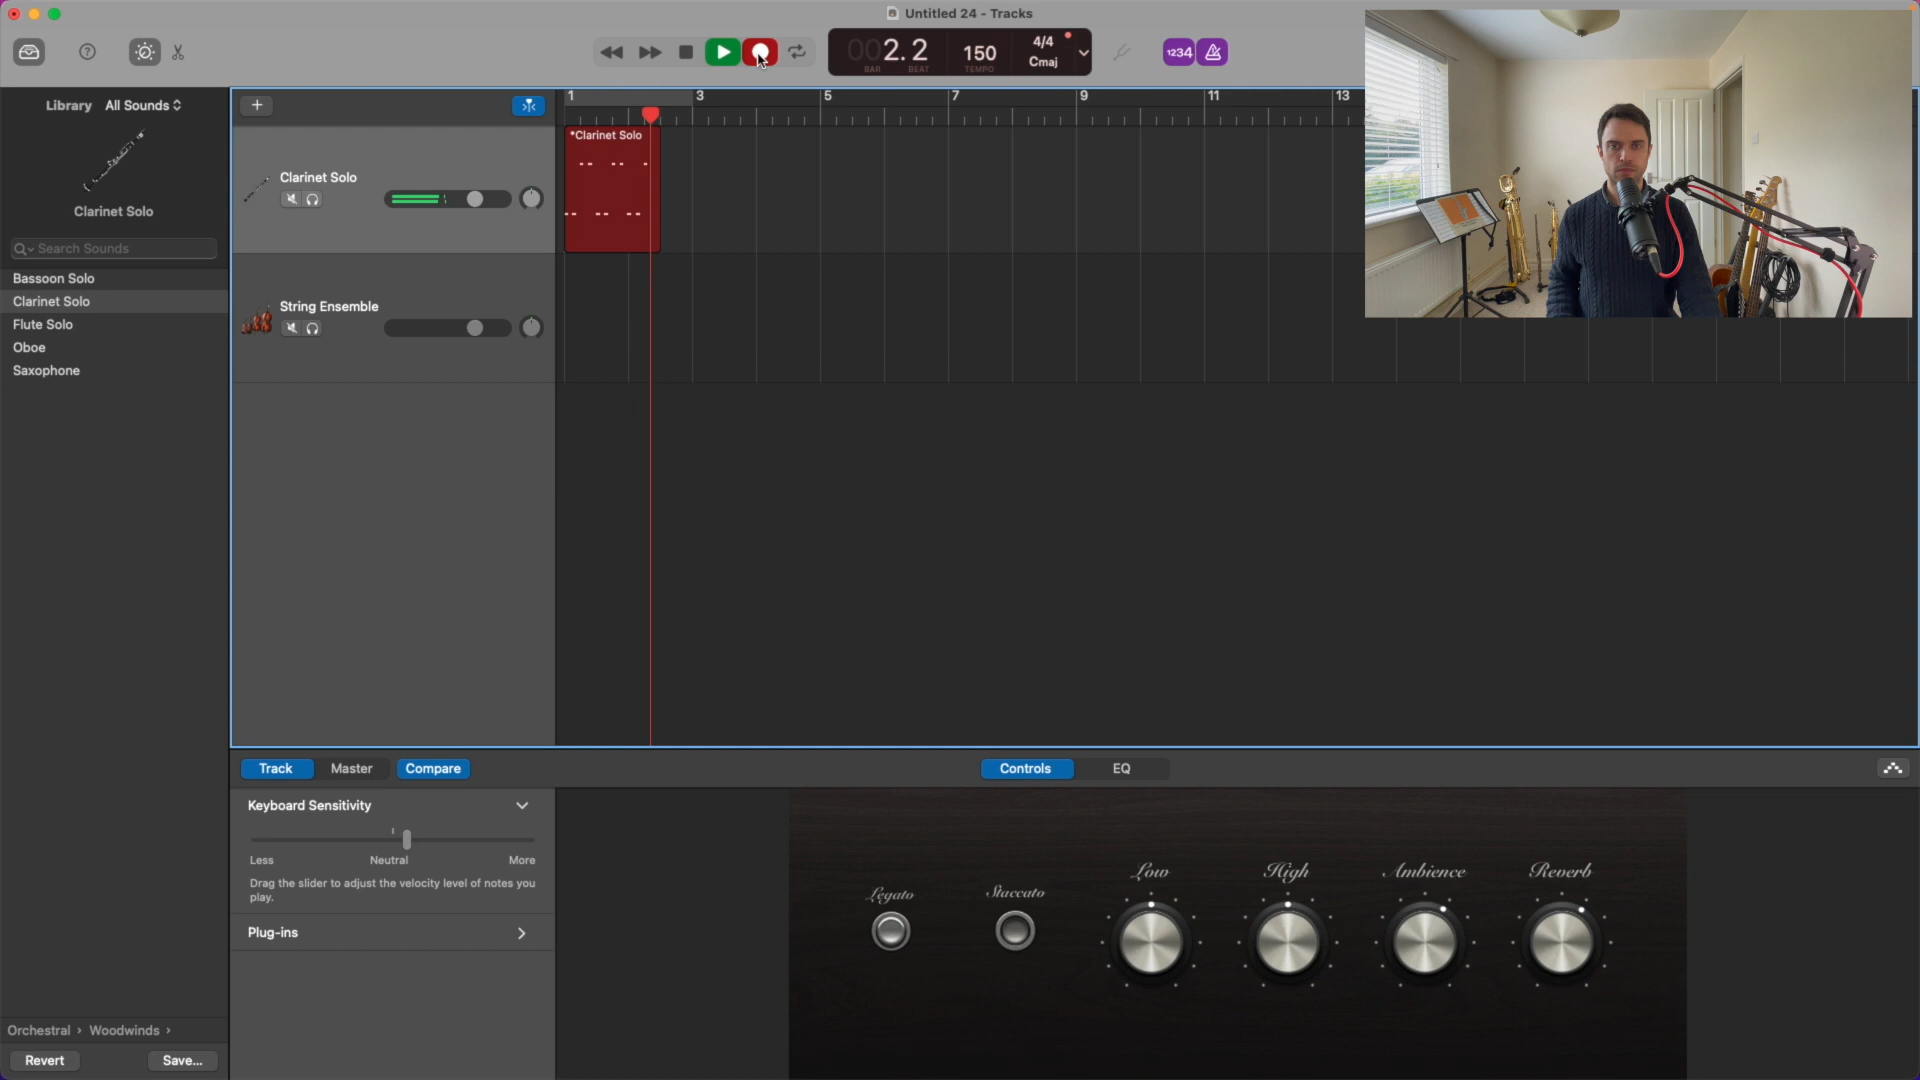 Untitled 24 - Tracks
002.2
BAR
BEAT
150
TEMPO
4/4
Cmaj
1234
Library
All Sounds
Clarinet Solo
Search Sounds
Bassoon Solo
Clarinet Solo
Flute Solo
Oboe
Saxophone
1
3
5
7
9
11
13
*Clarinet Solo
Clarinet Solo
String Ensemble
Track
Master
Compare
Controls
EQ
Keyboard Sensitivity
Less
Neutral
More
Drag the slider to adjust the velocity level of notes you
play.
Plug-ins
Legato
Staccato
Low
High
Ambience
Reverb
Orchestral › Woodwinds ›
Revert
Save...